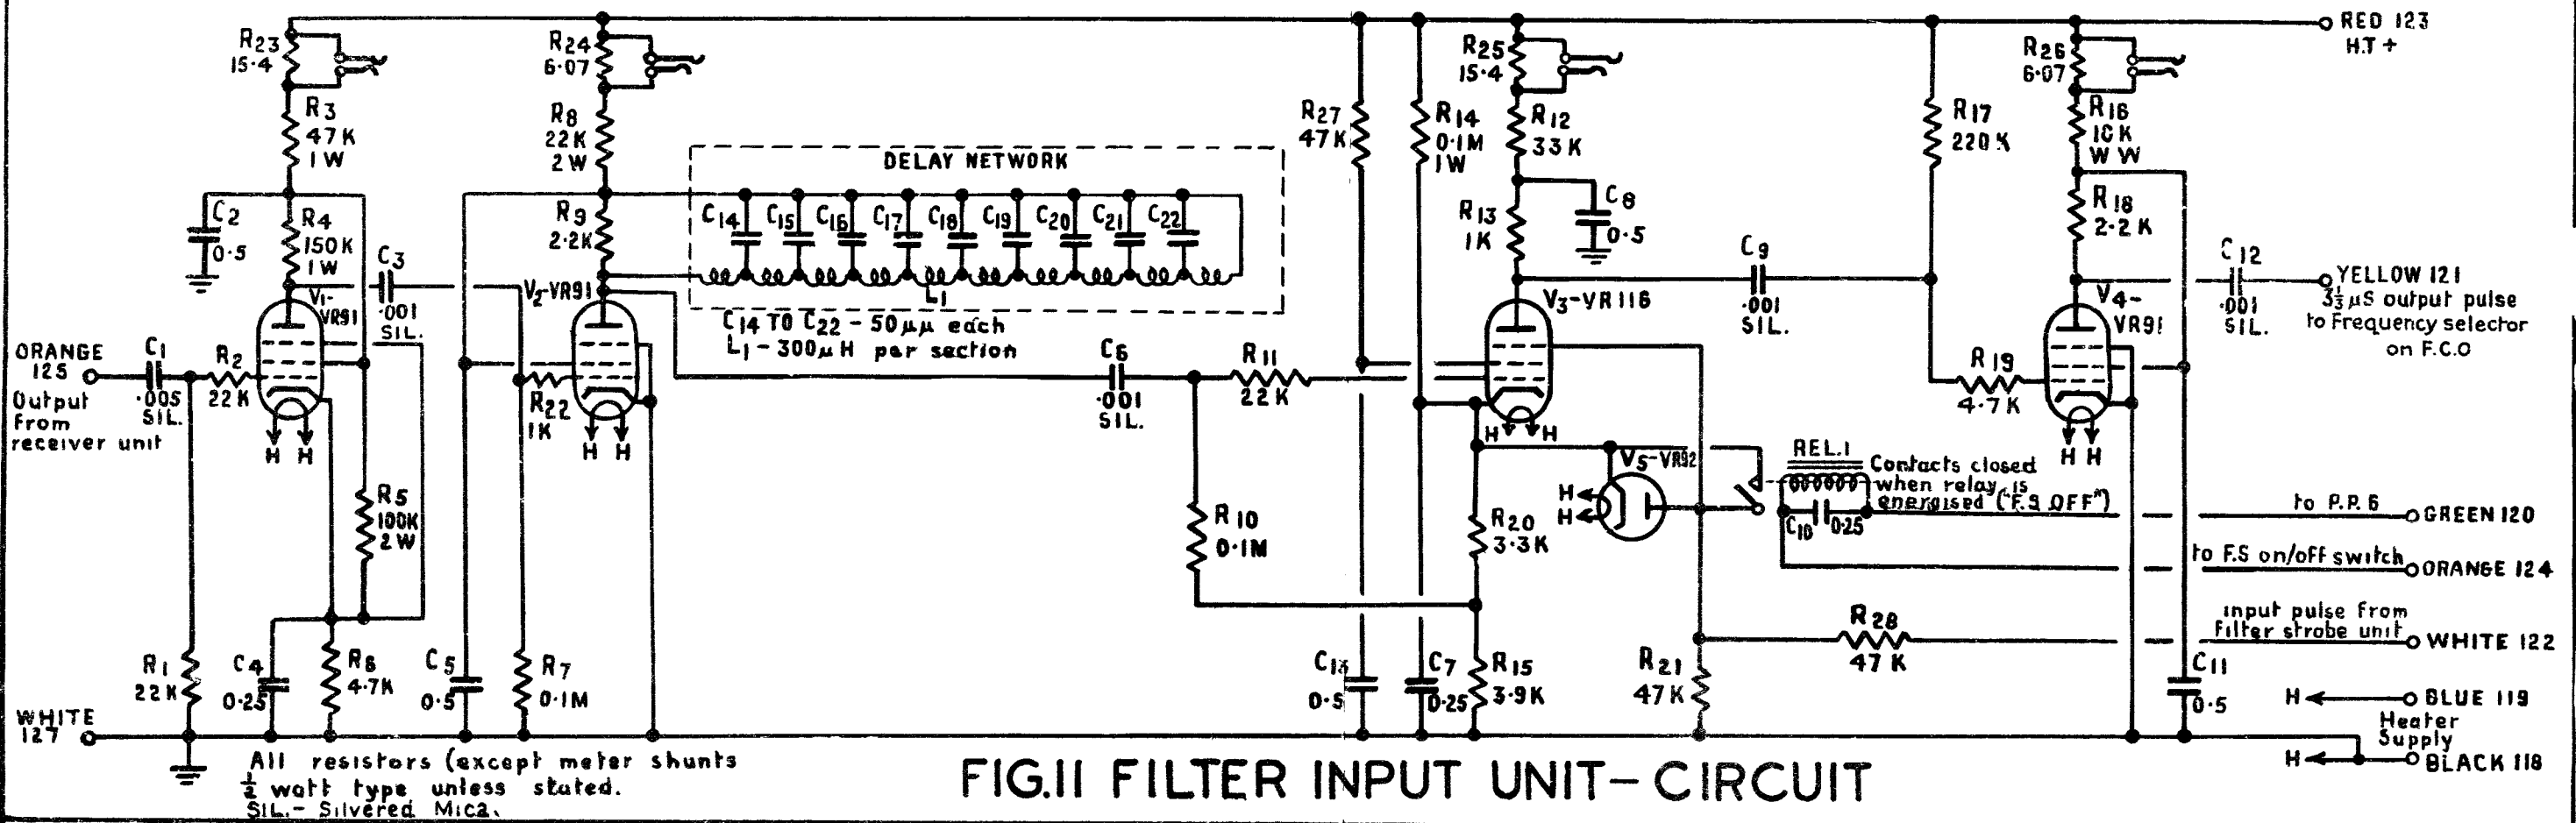 RED 123
H.T +
R23
15·4
R24
6·07
R25
15·4
R26
6·07
R3
47K
1W
R8
22K
2W
DELAY NETWORK
R27
47K
R14
0·1M
1W
R12
33K
R17
220K
R16
10K
W W
C2
0·5
R4
150K
1W
C3
.001
SIL.
R9
2·2K
C14
C15
C16
C17
C18
C19
C20
C21
C22
L1
R13
1K
C8
0·5
C9
.001
SIL.
R18
2·2K
C12
.001
SIL.
YELLOW 121
3⅓ μS output pulse
to Frequency selector
on F.C.O
V1-
VR91
V2-VR91
C14 TO C22 - 50μμ each
L1 - 300μH per section
V3-VR116
V4-
VR91
ORANGE
125
Output
from
receiver unit
C1
.005
SIL.
R2
22K
R22
1K
C6
.001
SIL.
R11
22K
R19
4·7K
H H
H H
H H
H H
R5
100K
2W
R10
0·1M
R20
3·3K
V5-VR92
H
H
REL.1
Contacts closed
when relay is
energised ("F.S OFF")
C10
0·25
to P.P. 6
GREEN 120
to F.S on/off switch
ORANGE 124
input pulse from
Filter strobe unit
WHITE 122
R28
47 K
R1
22K
C4
0·25
R6
4.7K
C5
0·5
R7
0·1M
C13
0·5
C7
0·25
R15
3·9K
R21
47K
C11
0·5
H
BLUE 119
Heater
Supply
H
BLACK 118
WHITE
127
All resistors (except meter shunts
½ watt type unless stated.
SIL.- Silvered Mica.
FIG.11 FILTER INPUT UNIT-CIRCUIT